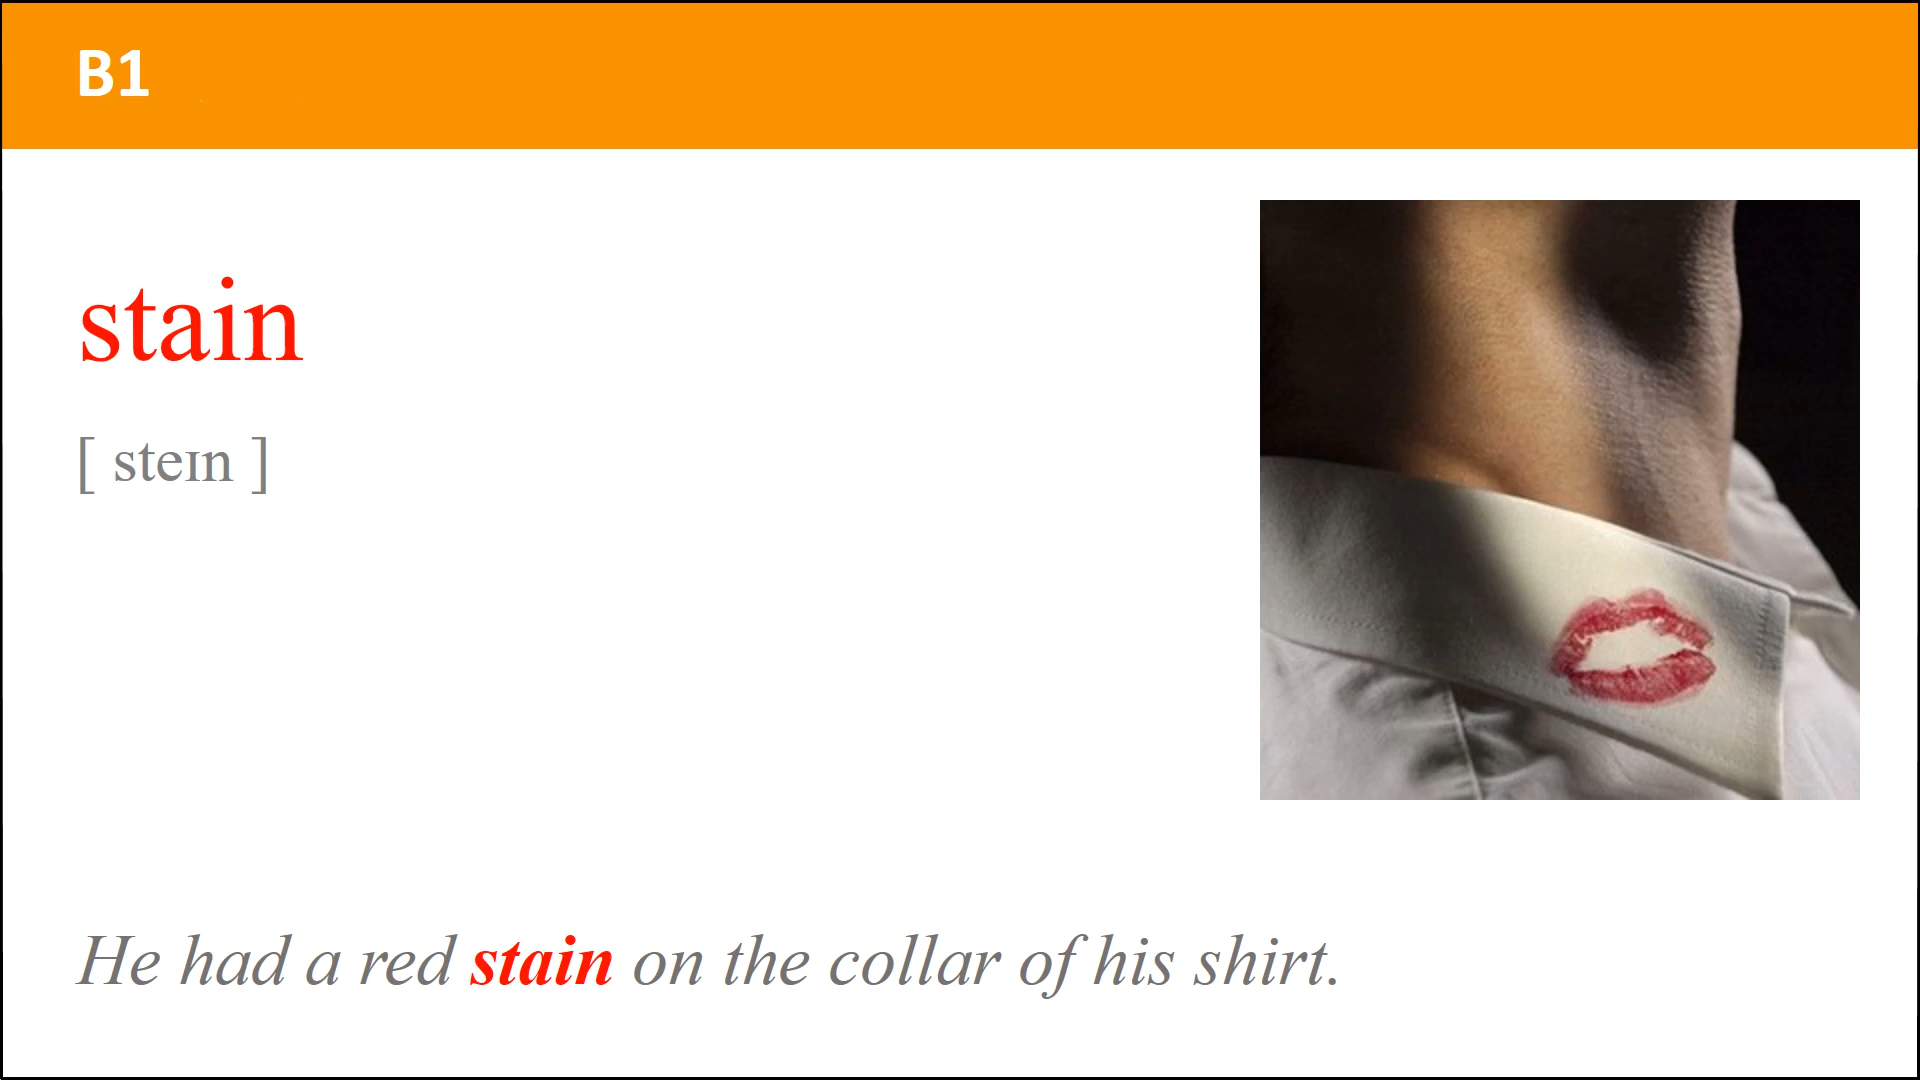 B1
stain
[ steɪn ]
He had a red stain on the collar of his shirt.